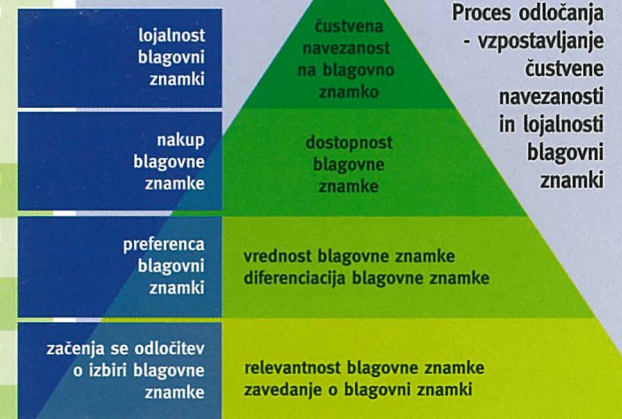 Proces odločanja
- vzpostavljanje
čustvene
navezanosti
in lojalnosti
blagovni
znamki
lojalnost
blagovni
znamki
čustvena
navezanost
na blagovno
znamko
nakup
blagovne
znamke
dostopnost
blagovne
znamke
preferenca
blagovni
znamki
vrednost blagovne znamke
diferenciacija blagovne znamke
začenja se odločitev
o izbiri blagovne
znamke
relevantnost blagovne znamke
zavedanje o blagovni znamki